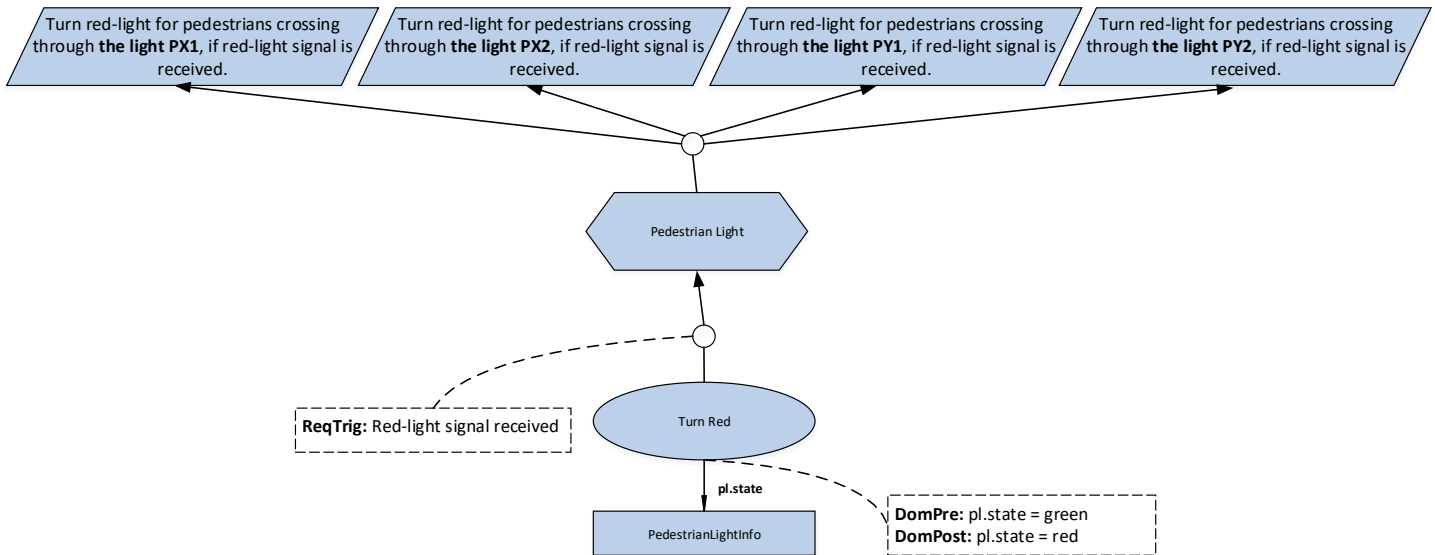 Turn red-light for pedestrians crossing
through the light PX1, if red-light signal is
received.
Turn red-light for pedestrians crossing
through the light PX2, if red-light signal is
received.
Turn red-light for pedestrians crossing
through the light PY1, if red-light signal is
received.
Turn red-light for pedestrians crossing
through the light PY2, if red-light signal is
received.
Pedestrian Light
ReqTrig: Red-light signal received
Turn Red
pl.state
DomPre: pl.state = green
DomPost: pl.state = red
PedestrianLightInfo